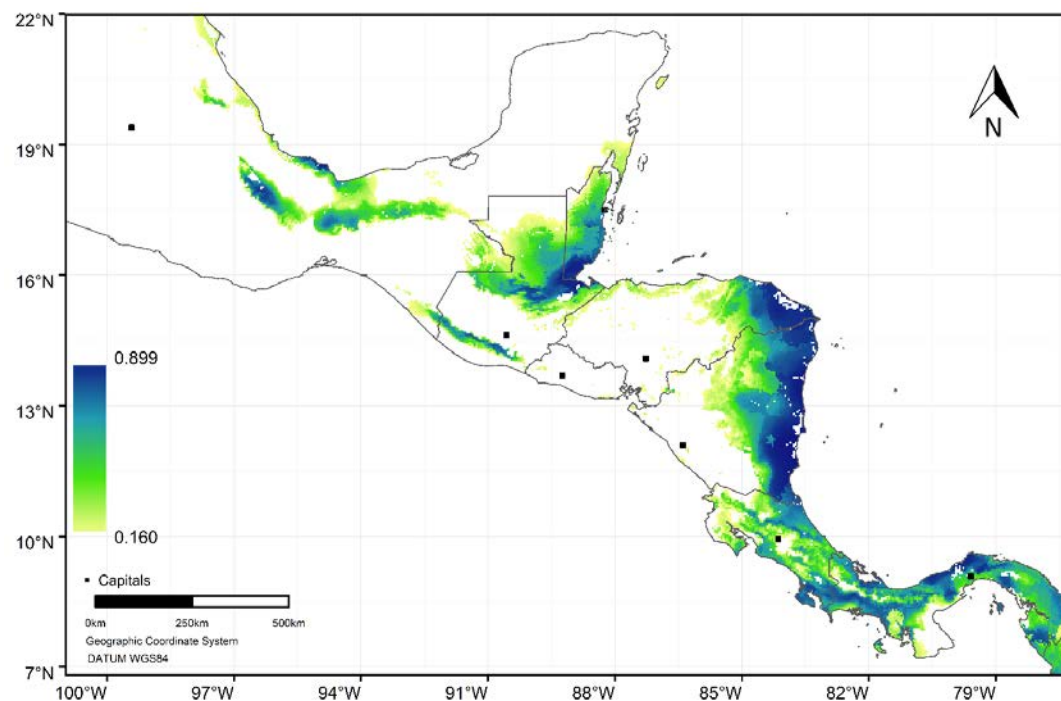 22°N
19°N
16°N
13°N
10°N
7°N
N
0.899
0.160
Capitals
0km 250km 500km
Geographic Coordinate System
DATUM WGS84
100°W 97°W 94°W 91°W 88°W 85°W 82°W 79°W